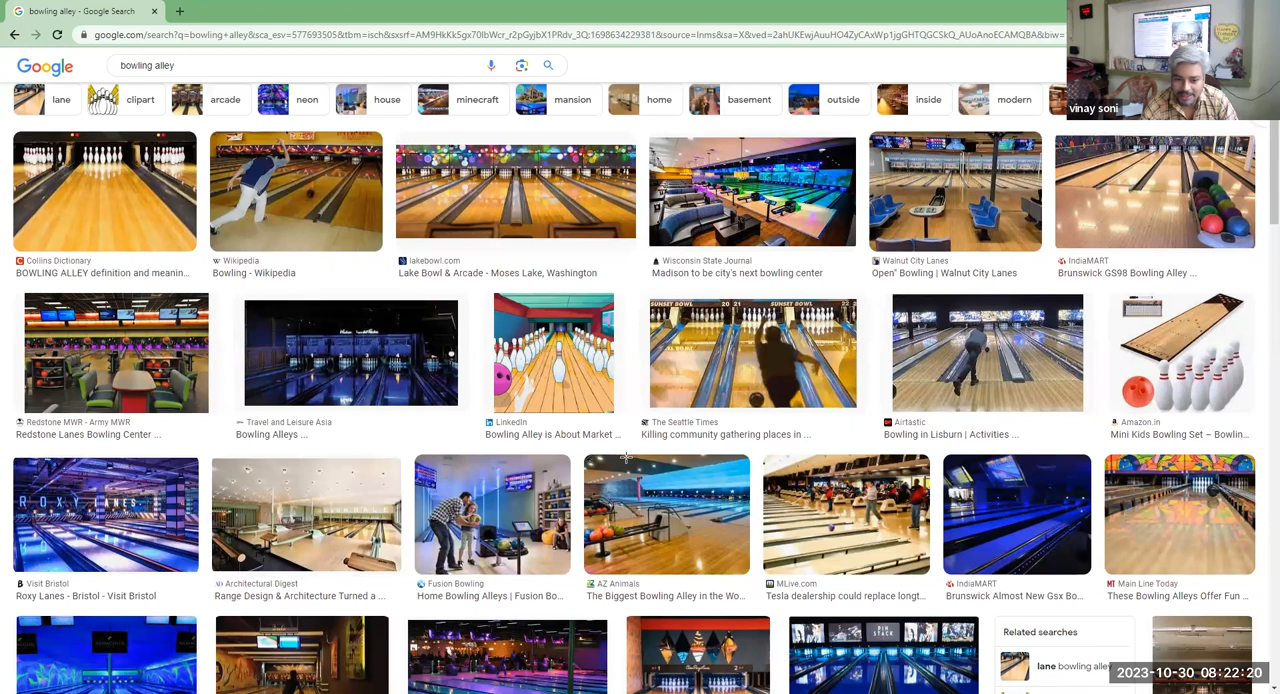 bowling alley - Google Search
google.com/search?q=bowling+alley&sca_esv=577693505&tbm=isch&sxsrf=AM9HkKk5gr70IbWcr_r2pGyjbX1PRdv_3Q:1698634229381&source=lnms&sa=X&ved=2ahUKEwjAuuHO4ZyCAxWp1jgGHTQGCSkQ_AUoAnoECAMQBA&biw=
Google
bowling alley
lane
clipart
arcade
neon
house
minecraft
mansion
home
basement
outside
inside
modern
vinay soni
Collins Dictionary
BOWLING ALLEY definition and meanin...
Wikipedia
Bowling - Wikipedia
lakebowl.com
Lake Bowl & Arcade - Moses Lake, Washington
Wisconsin State Journal
Madison to be city's next bowling center
Walnut City Lanes
Open' Bowling | Walnut City Lanes
IndiaMART
Brunswick GS98 Bowling Alley ...
SUNSET BOWL 20 21 SUNSET BOWL 22
Redstone MWR - Army MWR
Redstone Lanes Bowling Center ...
Travel and Leisure Asia
Bowling Alleys ...
LinkedIn
Bowling Alley is About Market ...
The Seattle Times
Killing community gathering places in ...
Airtastic
Bowling in Lisburn | Activities ...
Amazon.in
Mini Kids Bowling Set – Bowlin...
ROXY LANES
Visit Bristol
Roxy Lanes - Bristol - Visit Bristol
Architectural Digest
Range Design & Architecture Turned a ...
Fusion Bowling
Home Bowling Alleys | Fusion Bo...
AZ Animals
The Biggest Bowling Alley in the Wo...
MLive.com
Tesla dealership could replace longt...
IndiaMART
Brunswick Almost New Gsx Bo...
Main Line Today
These Bowling Alleys Offer Fun ...
PIN STACK
Related searches
lane bowling alley
2023-10-30 08:22:20